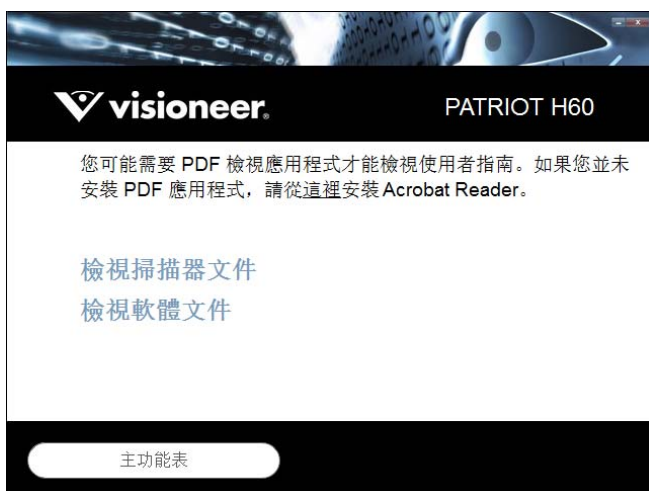 visioneer.
PATRIOT H60
您可能需要 PDF 檢視應用程式才能檢視使用者指南。如果您並未
安裝 PDF 應用程式，請從這裡安裝 Acrobat Reader。
檢視掃描器文件
檢視軟體文件
主功能表